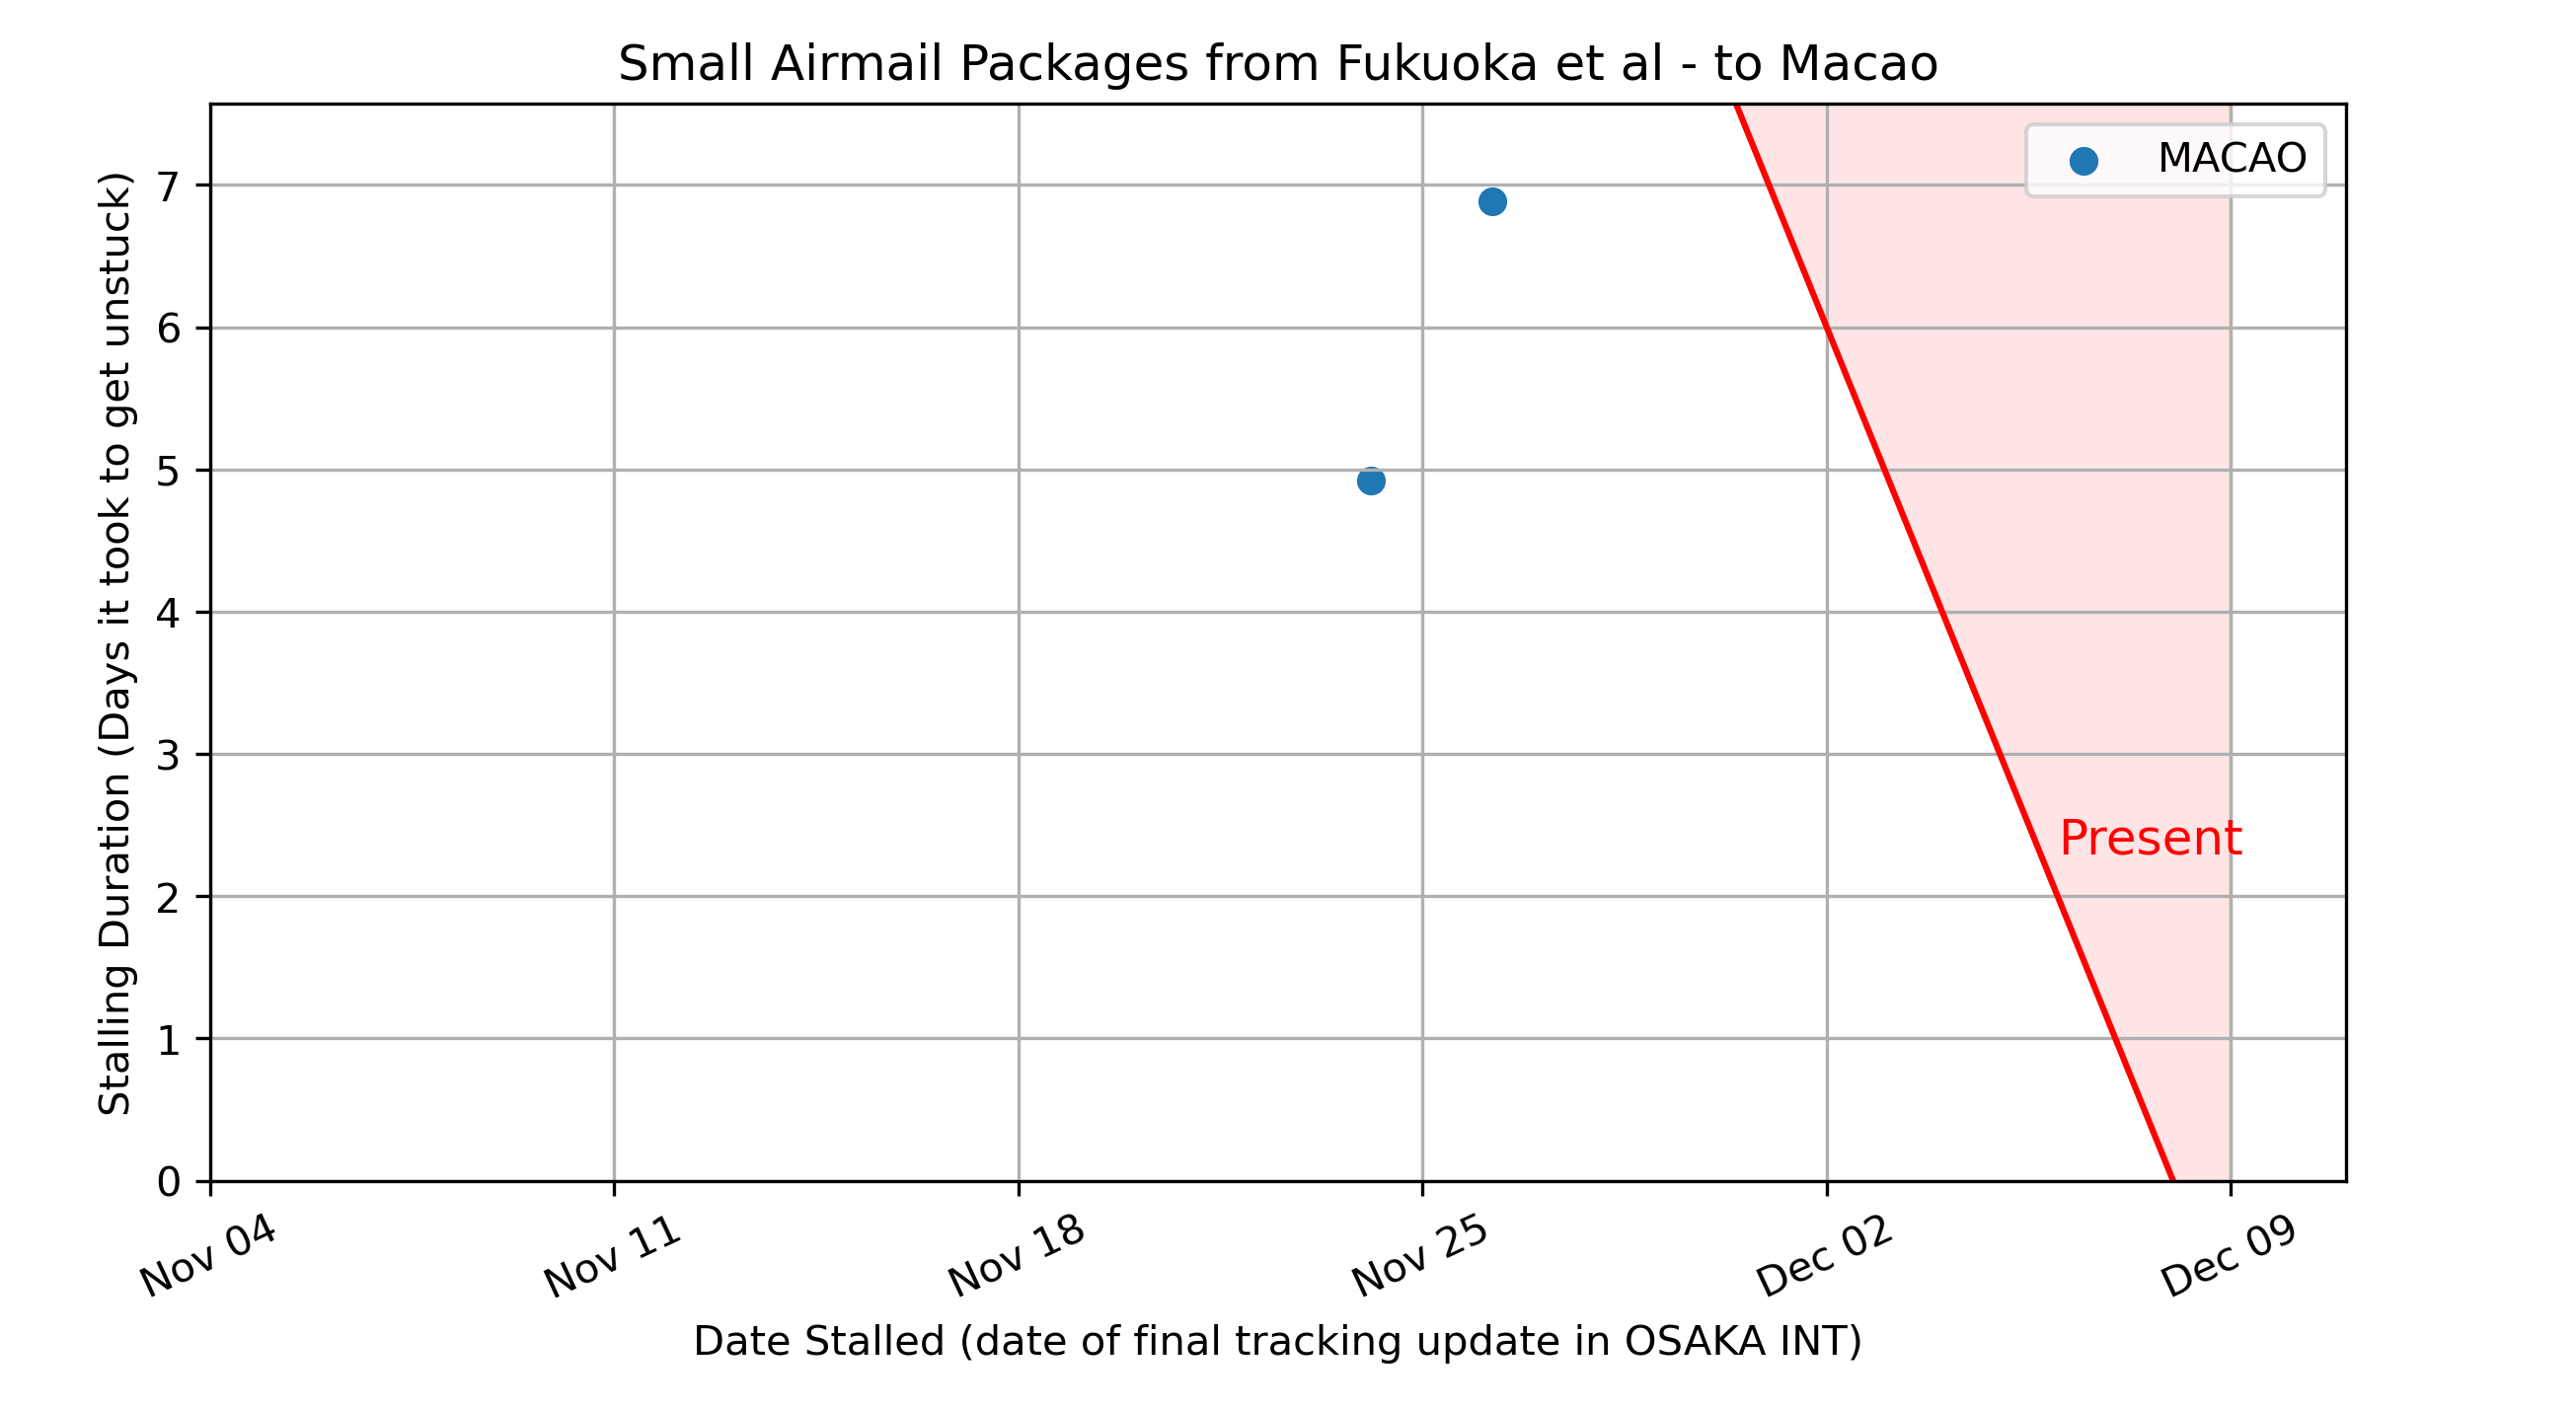 Small Airmail Packages from Fukuoka et al - to Macao
MACAO
Stalling Duration (Days it took to get unstuck)
7
6
5
4
3
2
1
0
Present
Nov 04
Nov 11
Nov 18
Nov 25
Dec 02
Dec 09
Date Stalled (date of final tracking update in OSAKA INT)